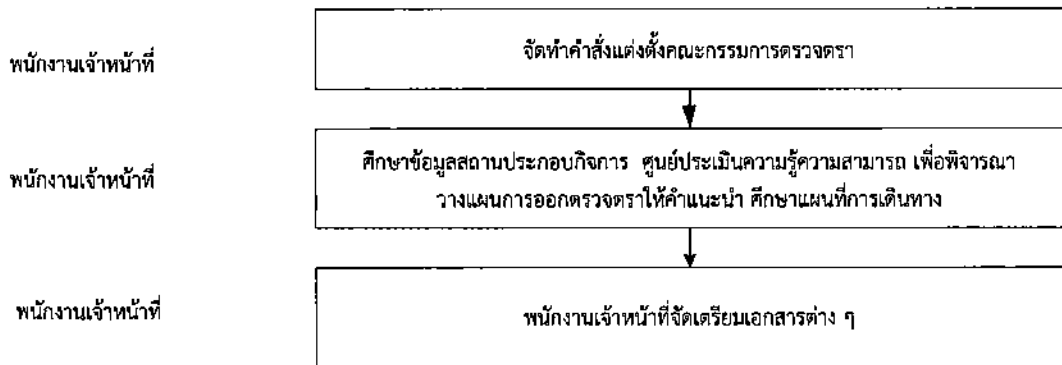 พนักงานเจ้าหน้าที่
จัดทำคำสั่งแต่งตั้งคณะกรรมการตรวจตรา
พนักงานเจ้าหน้าที่
ศึกษาข้อมูลสถานประกอบกิจการ ศูนย์ประเมินความรู้ความสามารถ เพื่อพิจารณา
วางแผนการออกตรวจตราให้คำแนะนำ ศึกษาแผนที่การเดินทาง
พนักงานเจ้าหน้าที่
พนักงานเจ้าหน้าที่จัดเตรียมเอกสารต่าง ๆ